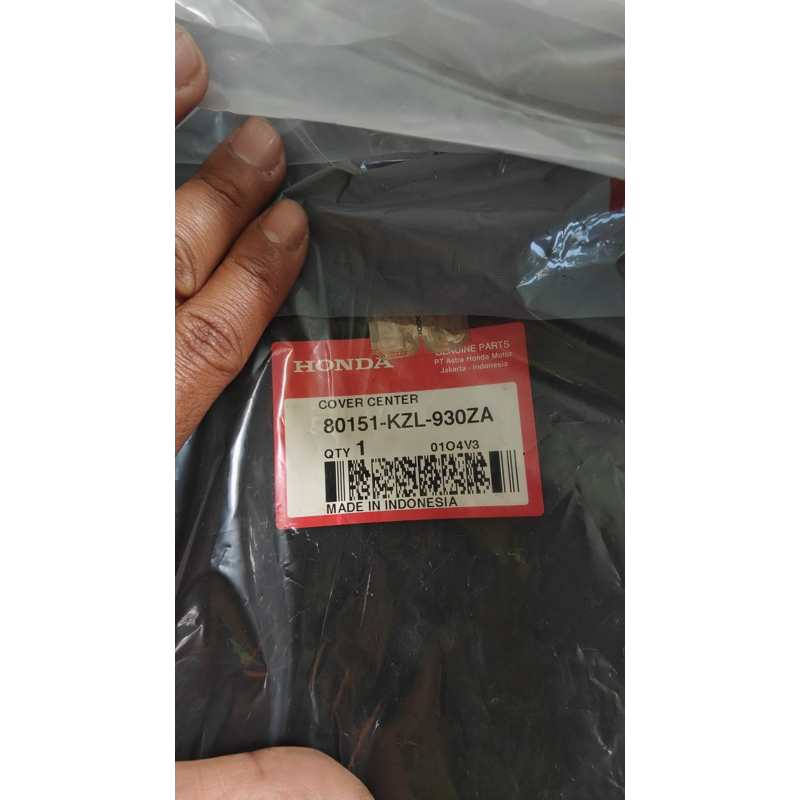 HONDA
GENUINE PARTS
PT Astra Honda Motor
Jakarta - Indonesia
COVER CENTER
80151-KZL-930ZA
QTY 1 01O4V3
MADE IN INDONESIA